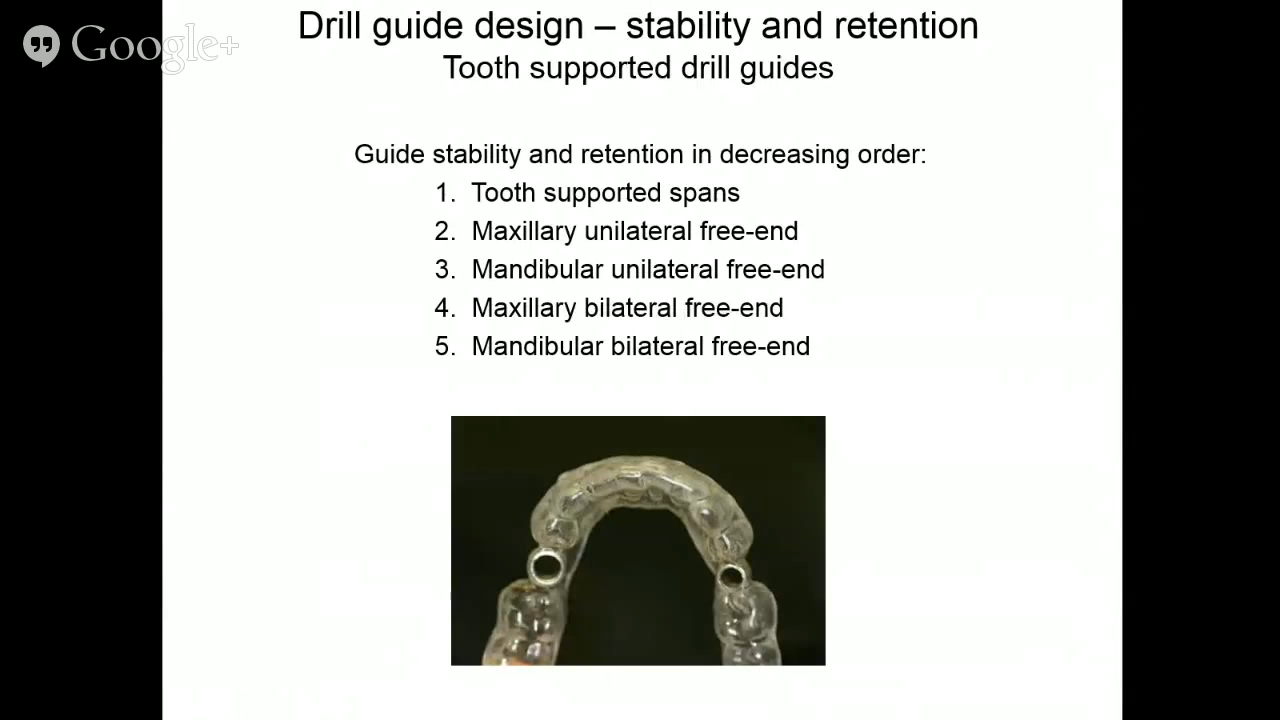 Google+
Drill guide design – stability and retention
Tooth supported drill guides
Guide stability and retention in decreasing order:
1. Tooth supported spans
2. Maxillary unilateral free-end
3. Mandibular unilateral free-end
4. Maxillary bilateral free-end
5. Mandibular bilateral free-end